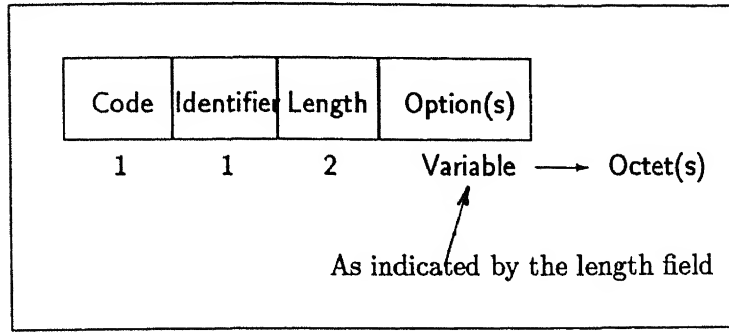 Code Identifier Length Option(s)
1 1 2 Variable Octet(s)
As indicated by the length field